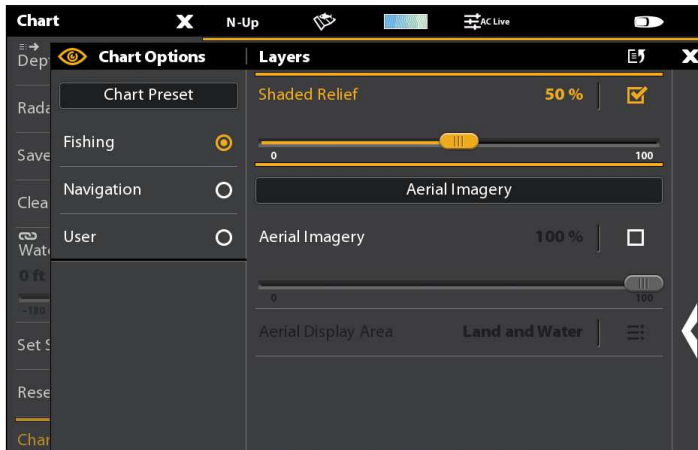 Chart X N-Up AC Live
Dep
Chart Options
Layers
X
Rada
Chart Preset
Shaded Relief 50 %
Save
Fishing
0 100
Clea
Navigation
Aerial Imagery
Wate
User
Aerial Imagery 100 %
0 ft
0 100
-180
Aerial Display Area Land and Water
Set S
Rese
Char